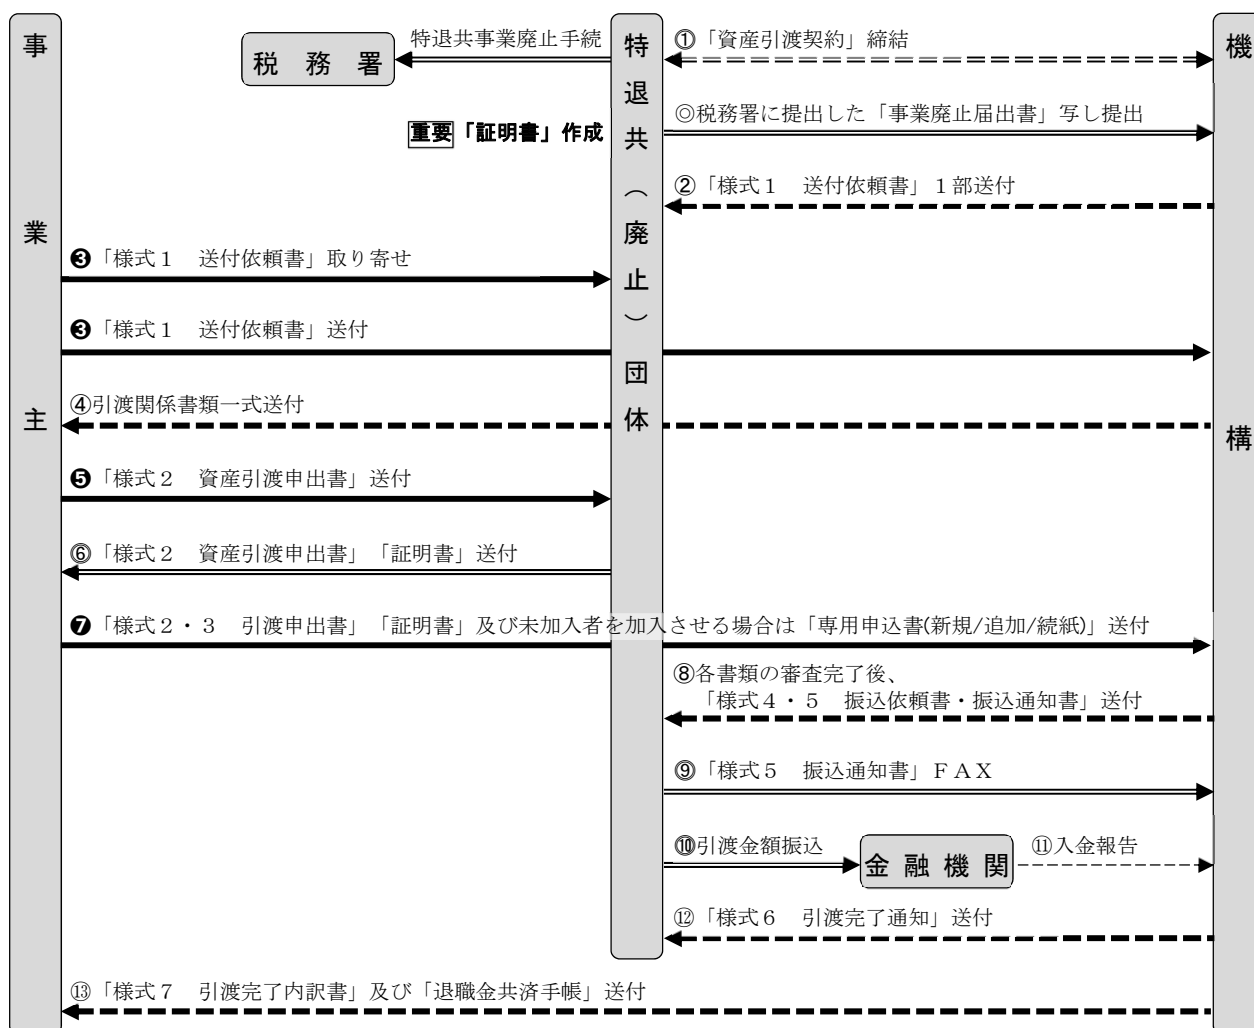 事業主
特退共（廃止）団体
機構
税務署
特退共事業廃止手続
①「資産引渡契約」締結
◎税務署に提出した「事業廃止届出書」写し提出
重要「証明書」作成
②「様式１　送付依頼書」１部送付
❸「様式１　送付依頼書」取り寄せ
❸「様式１　送付依頼書」送付
④引渡関係書類一式送付
❺「様式２　資産引渡申出書」送付
⑥「様式２　資産引渡申出書」「証明書」送付
❼「様式２・３　引渡申出書」「証明書」及び未加入者を加入させる場合は「専用申込書(新規/追加/続紙)」送付
⑧各書類の審査完了後、
「様式４・５　振込依頼書・振込通知書」送付
⑨「様式５　振込通知書」ＦＡＸ
⑩引渡金額振込
金融機関
⑪入金報告
⑫「様式６　引渡完了通知」送付
⑬「様式７　引渡完了内訳書」及び「退職金共済手帳」送付